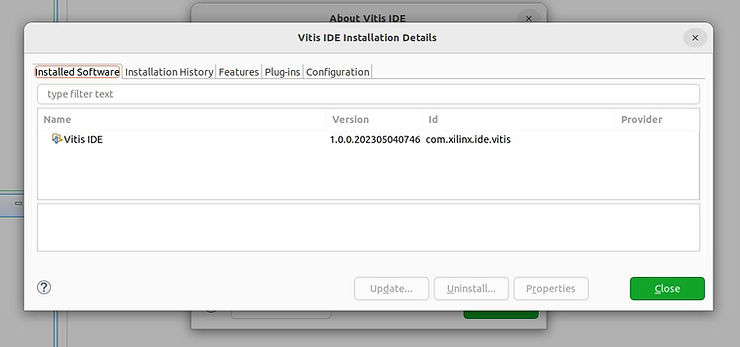 About Vitis IDE
Vitis IDE Installation Details
Installed Software Installation History Features Plug-ins Configuration
type filter text
Name Version Id Provider
Vitis IDE 1.0.0.202305040746 com.xilinx.ide.vitis
Update... Uninstall... Properties Close